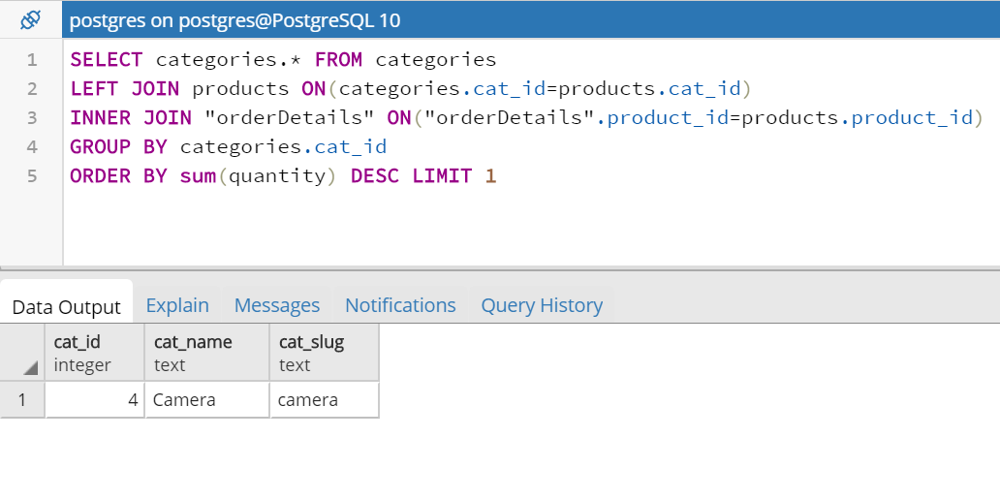 postgres on postgres@PostgreSQL 10
1 SELECT categories.* FROM categories
2 LEFT JOIN products ON(categories.cat_id=products.cat_id)
3 INNER JOIN "orderDetails" ON("orderDetails".product_id=products.product_id)
4 GROUP BY categories.cat_id
5 ORDER BY sum(quantity) DESC LIMIT 1
Data Output Explain Messages Notifications Query History
cat_id cat_name cat_slug
integer text text
1 4 Camera camera